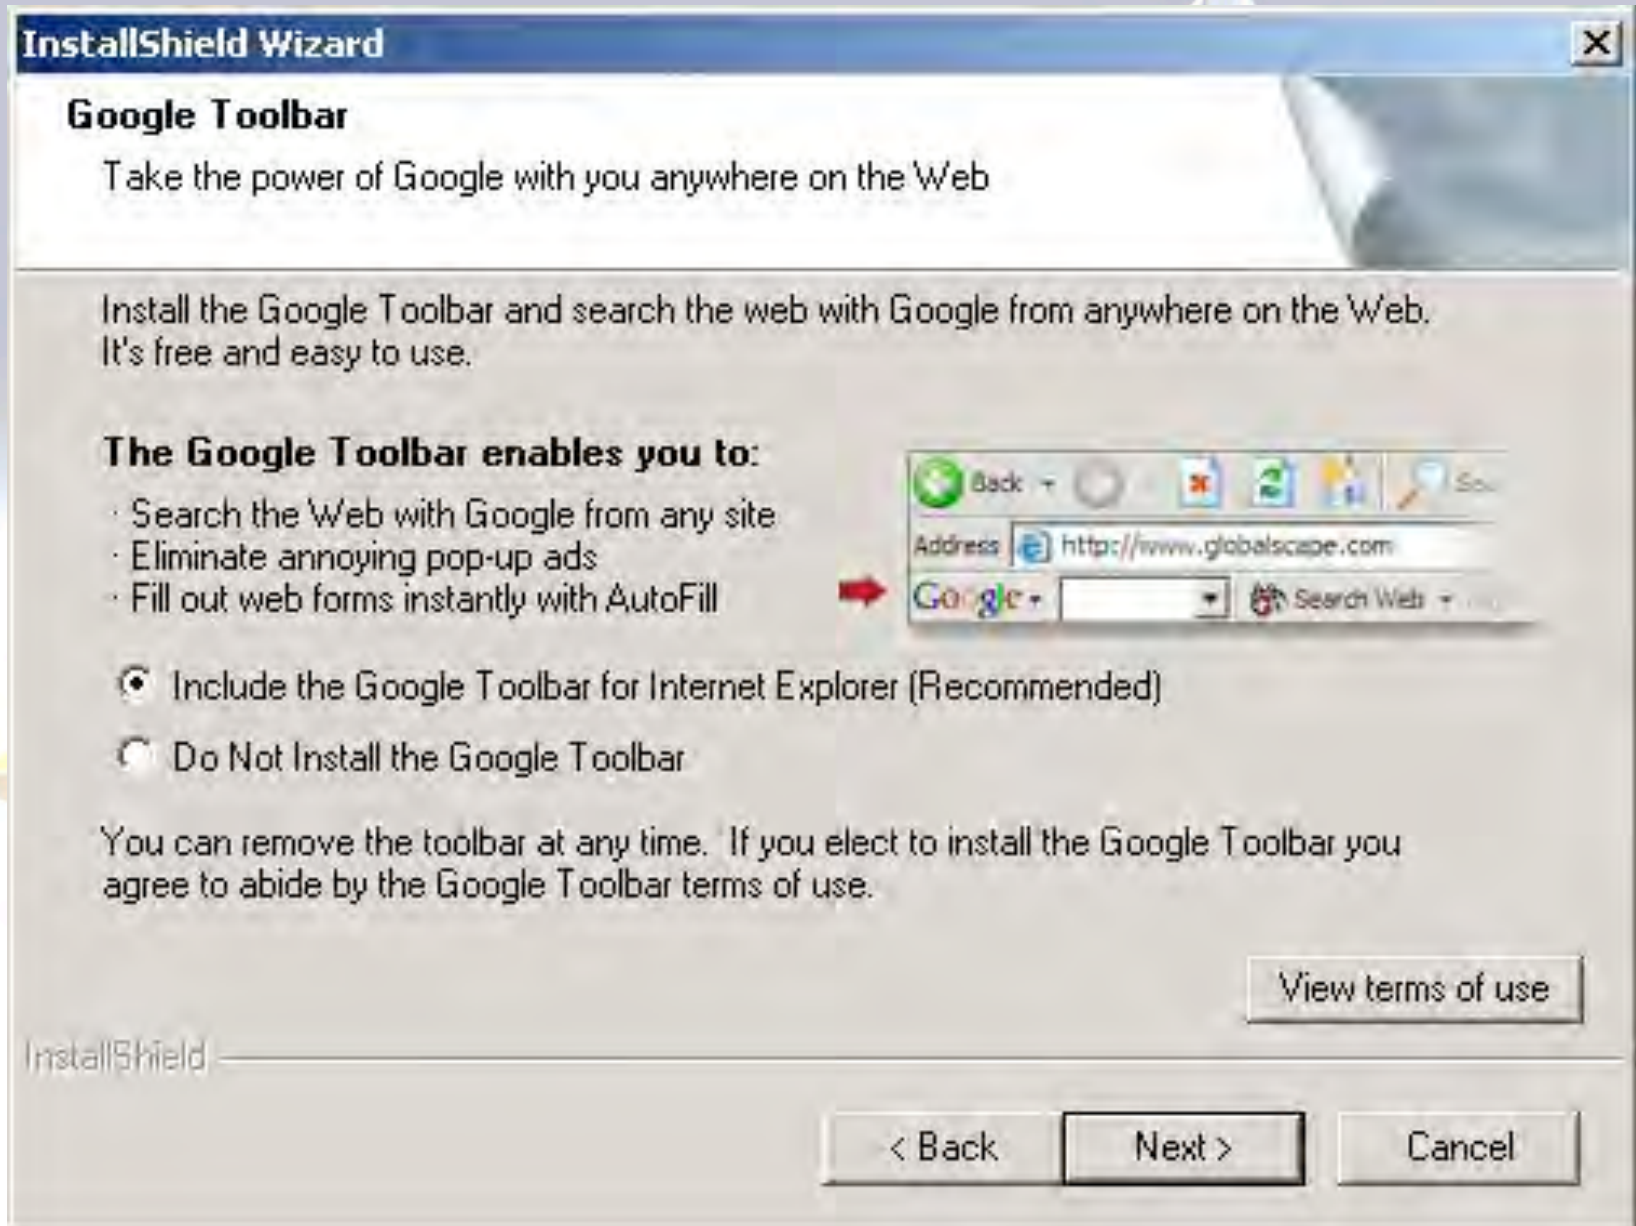 InstallShield Wizard
Google Toolbar
Take the power of Google with you anywhere on the Web
Install the Google Toolbar and search the web with Google from anywhere on the Web.
It's free and easy to use.
The Google Toolbar enables you to:
· Search the Web with Google from any site
· Eliminate annoying pop-up ads
· Fill out web forms instantly with AutoFill
Back
Address http://www.globalscape.com
Google Search Web
Include the Google Toolbar for Internet Explorer (Recommended)
Do Not Install the Google Toolbar
You can remove the toolbar at any time. If you elect to install the Google Toolbar you
agree to abide by the Google Toolbar terms of use.
View terms of use
InstallShield
< Back Next > Cancel